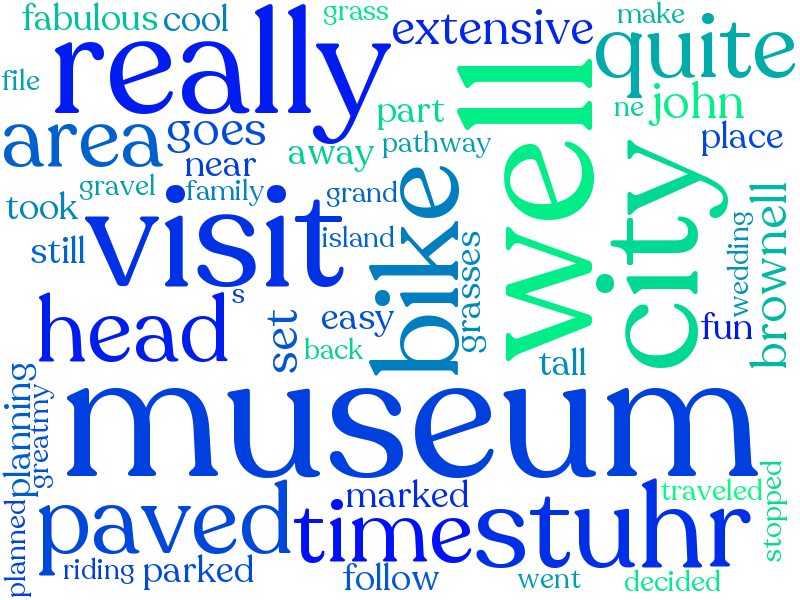 fabulous
cool
grass
extensive
make
quite
really
file
part
well
ne
john
area
goes
away
pathway
place
near
gravel
family
grand
took
visit
bike
city
brownell
still
island
grasses
wedding
s
head
set
easy
back
fun
tall
planning
greatmy
museum
planned
paved
time
marked
stuhr
traveled
stopped
riding
parked
follow
went
decided